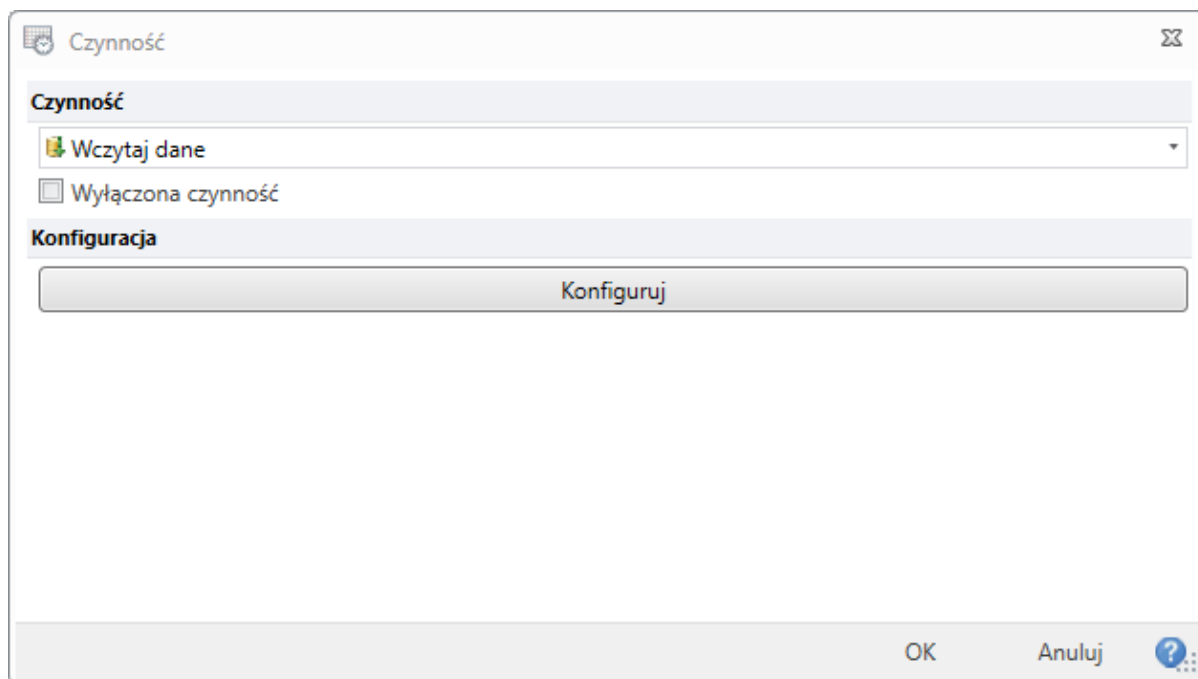 Czynność
Czynność
Wczytaj dane
Wyłączona czynność
Konfiguracja
Konfiguruj
OK Anuluj ?